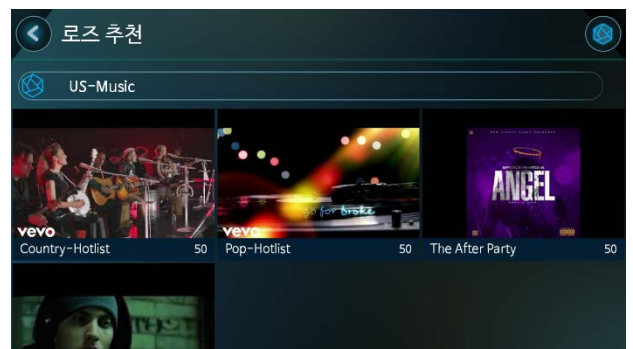 로즈 추천
US-Music
vevo
go for broke
vevo
ANGEL
Country-Hotlist 50
Pop-Hotlist 50
The After Party 50